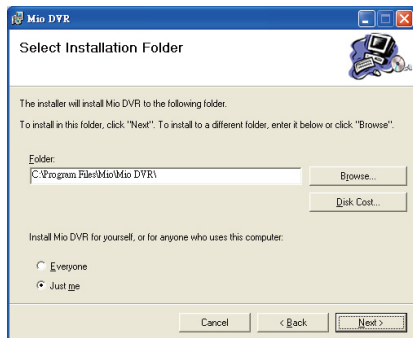 Mio DVR
Select Installation Folder
The installer will install Mio DVR to the following folder.
To install in this folder, click "Next". To install to a different folder, enter it below or click "Browse".
Folder:
C:\Program Files\Mio\Mio DVR\
Browse...
Disk Cost...
Install Mio DVR for yourself, or for anyone who uses this computer:
Everyone
Just me
Cancel
< Back
Next >